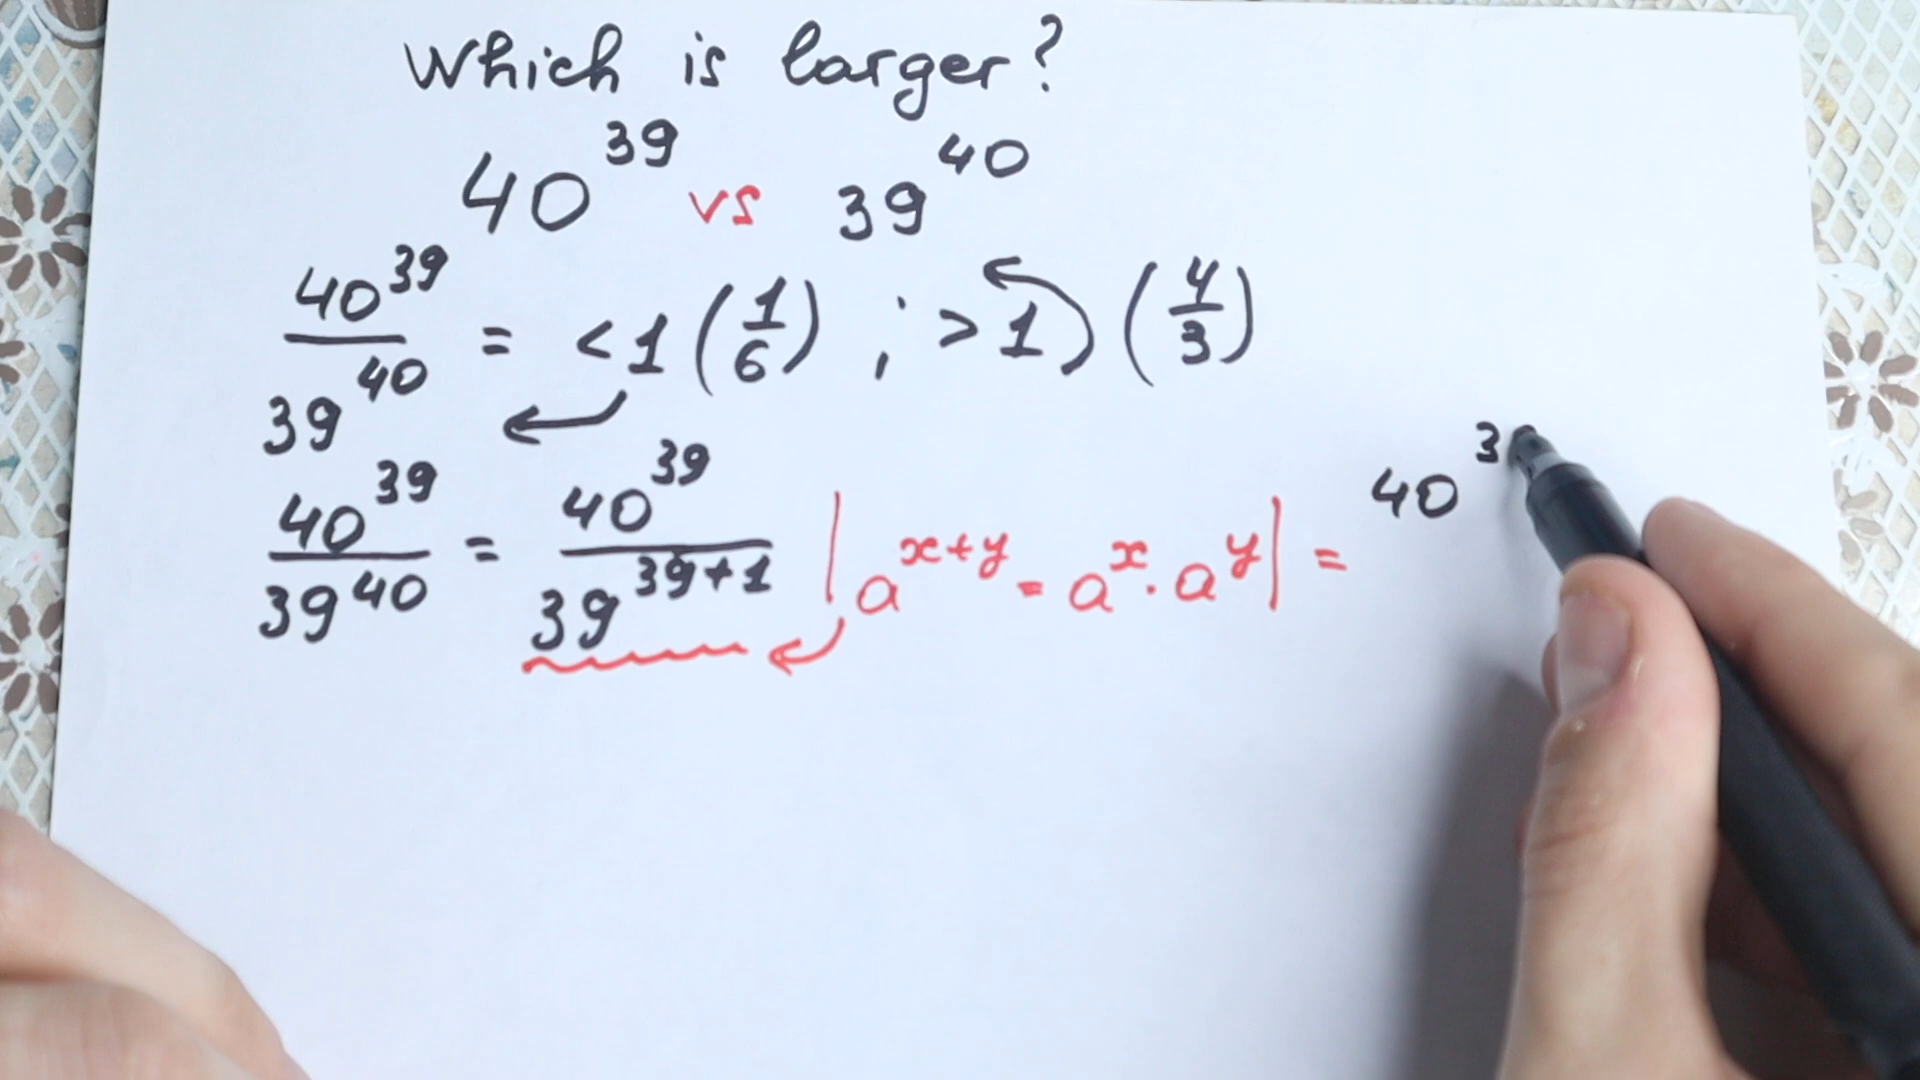 Which is larger?
40^39 vs 39^40
40^39 / 39^40 = <1 (1/6) ; >1 (4/3)
40^39 / 39^40 = 40^39 / 39^(39+1) | a^(x+y) = a^x · a^y | = 40^3